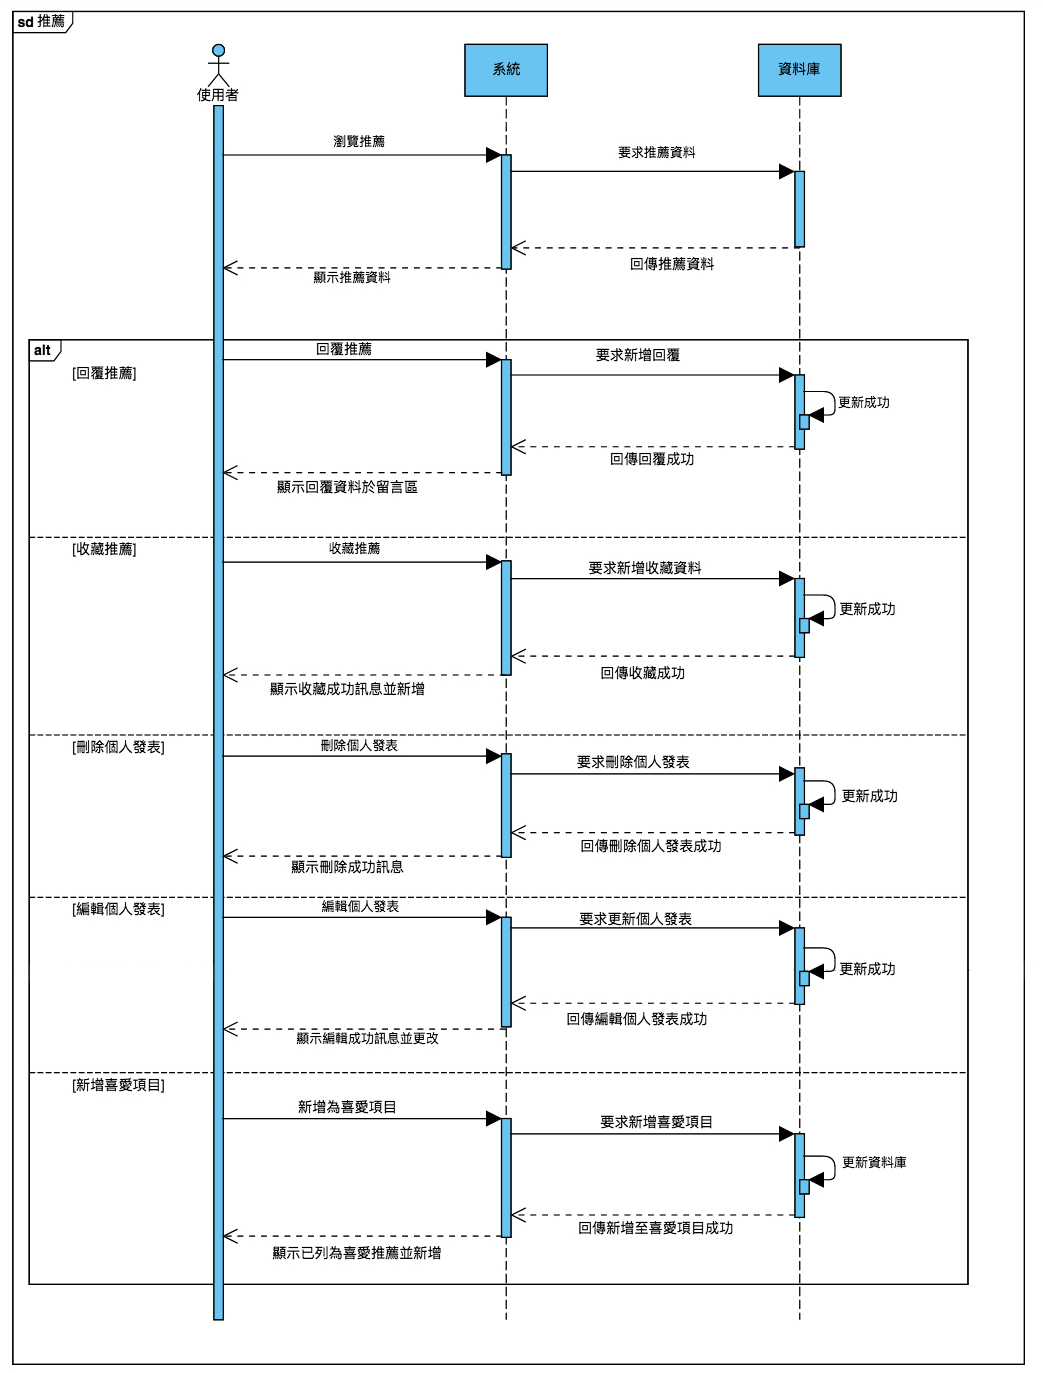 sd 推薦
使用者
系統
資料庫
瀏覽推薦
要求推薦資料
回傳推薦資料
顯示推薦資料
alt
[回覆推薦]
回覆推薦
要求新增回覆
更新成功
回傳回覆成功
顯示回覆資料於留言區
[收藏推薦]
收藏推薦
要求新增收藏資料
更新成功
回傳收藏成功
顯示收藏成功訊息並新增
[刪除個人發表]
刪除個人發表
要求刪除個人發表
更新成功
回傳刪除個人發表成功
顯示刪除成功訊息
[編輯個人發表]
編輯個人發表
要求更新個人發表
更新成功
回傳編輯個人發表成功
顯示編輯成功訊息並更改
[新增喜愛項目]
新增為喜愛項目
要求新增喜愛項目
更新資料庫
回傳新增至喜愛項目成功
顯示已列為喜愛推薦並新增